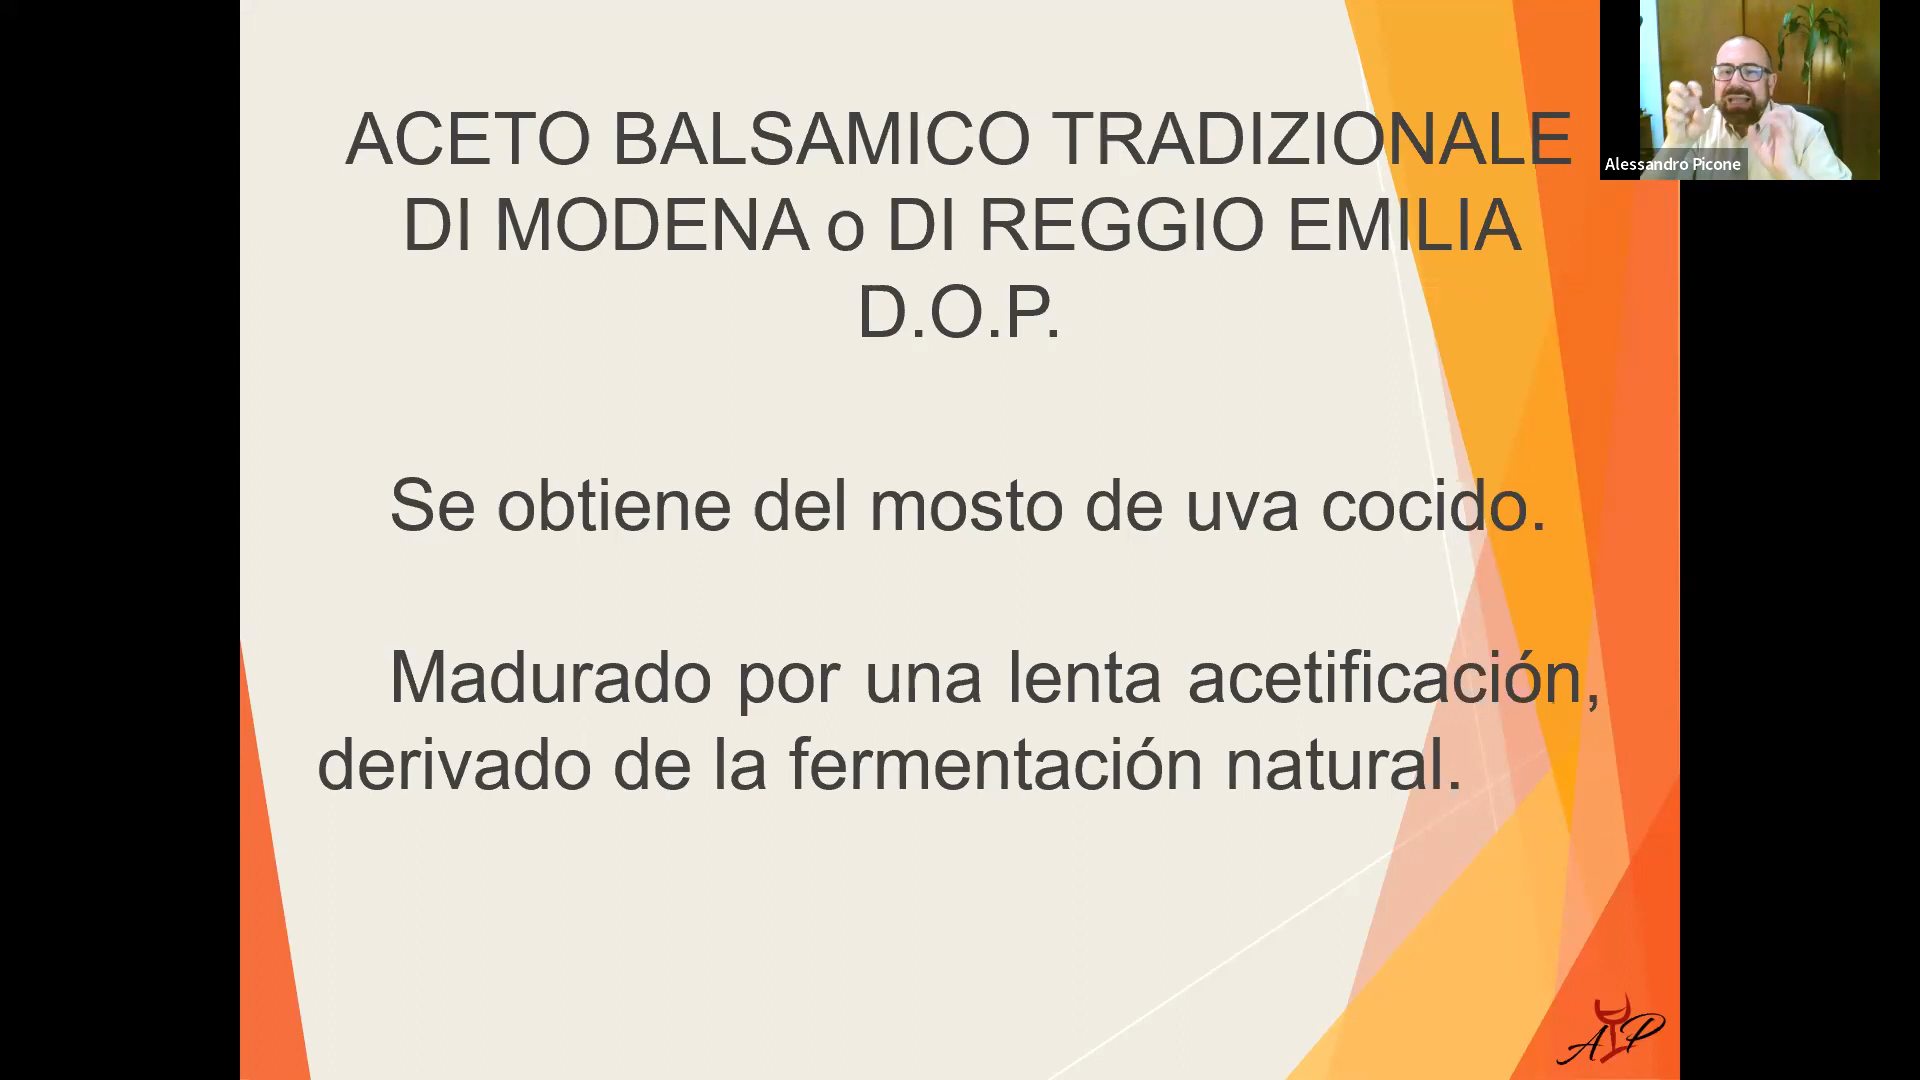 ACETO BALSAMICO TRADIZIONALE
DI MODENA o DI REGGIO EMILIA
D.O.P.
Se obtiene del mosto de uva cocido.
Madurado por una lenta acetificación,
derivado de la fermentación natural.
Alessandro Picone
AP